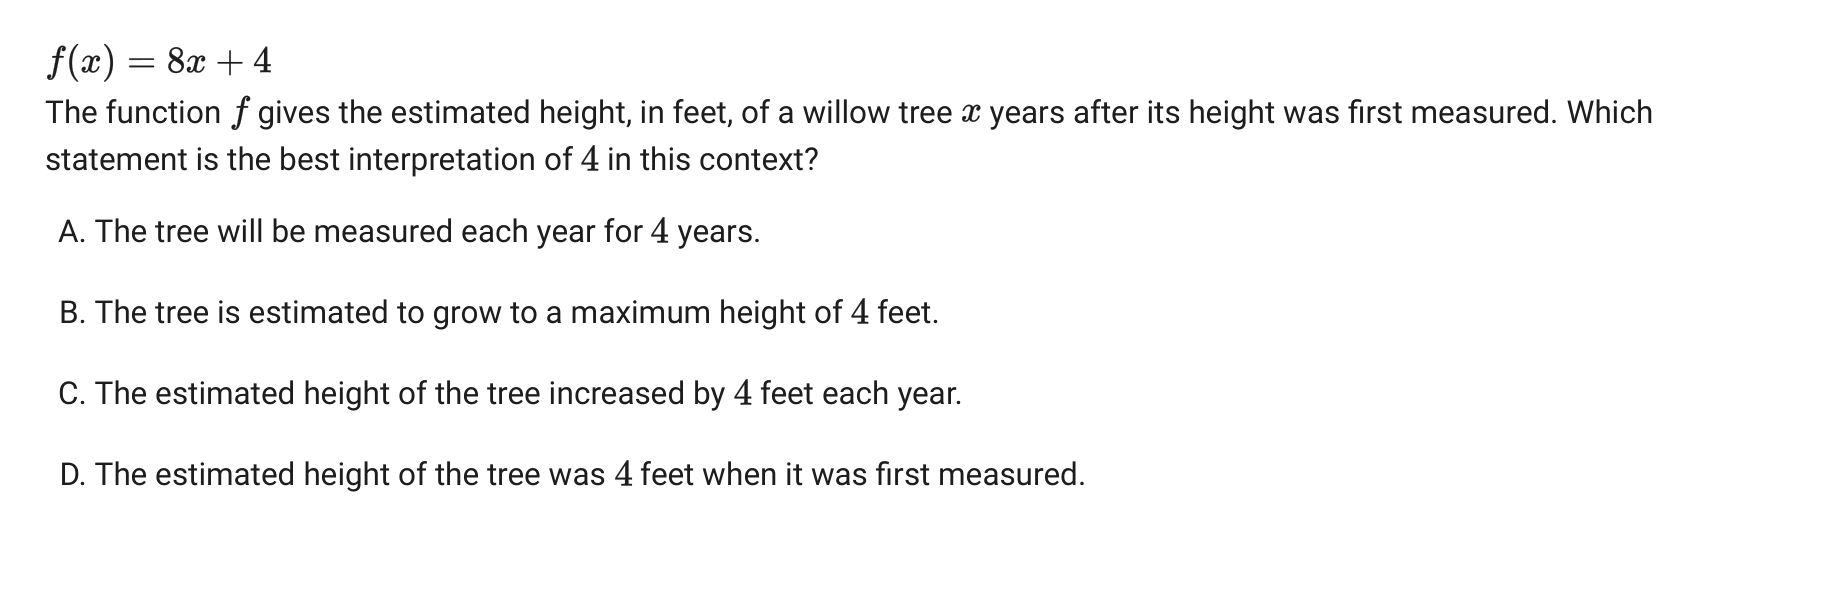 f(x) = 8x + 4
The function f gives the estimated height, in feet, of a willow tree x years after its height was first measured. Which
statement is the best interpretation of 4 in this context?
A. The tree will be measured each year for 4 years.
B. The tree is estimated to grow to a maximum height of 4 feet.
C. The estimated height of the tree increased by 4 feet each year.
D. The estimated height of the tree was 4 feet when it was first measured.